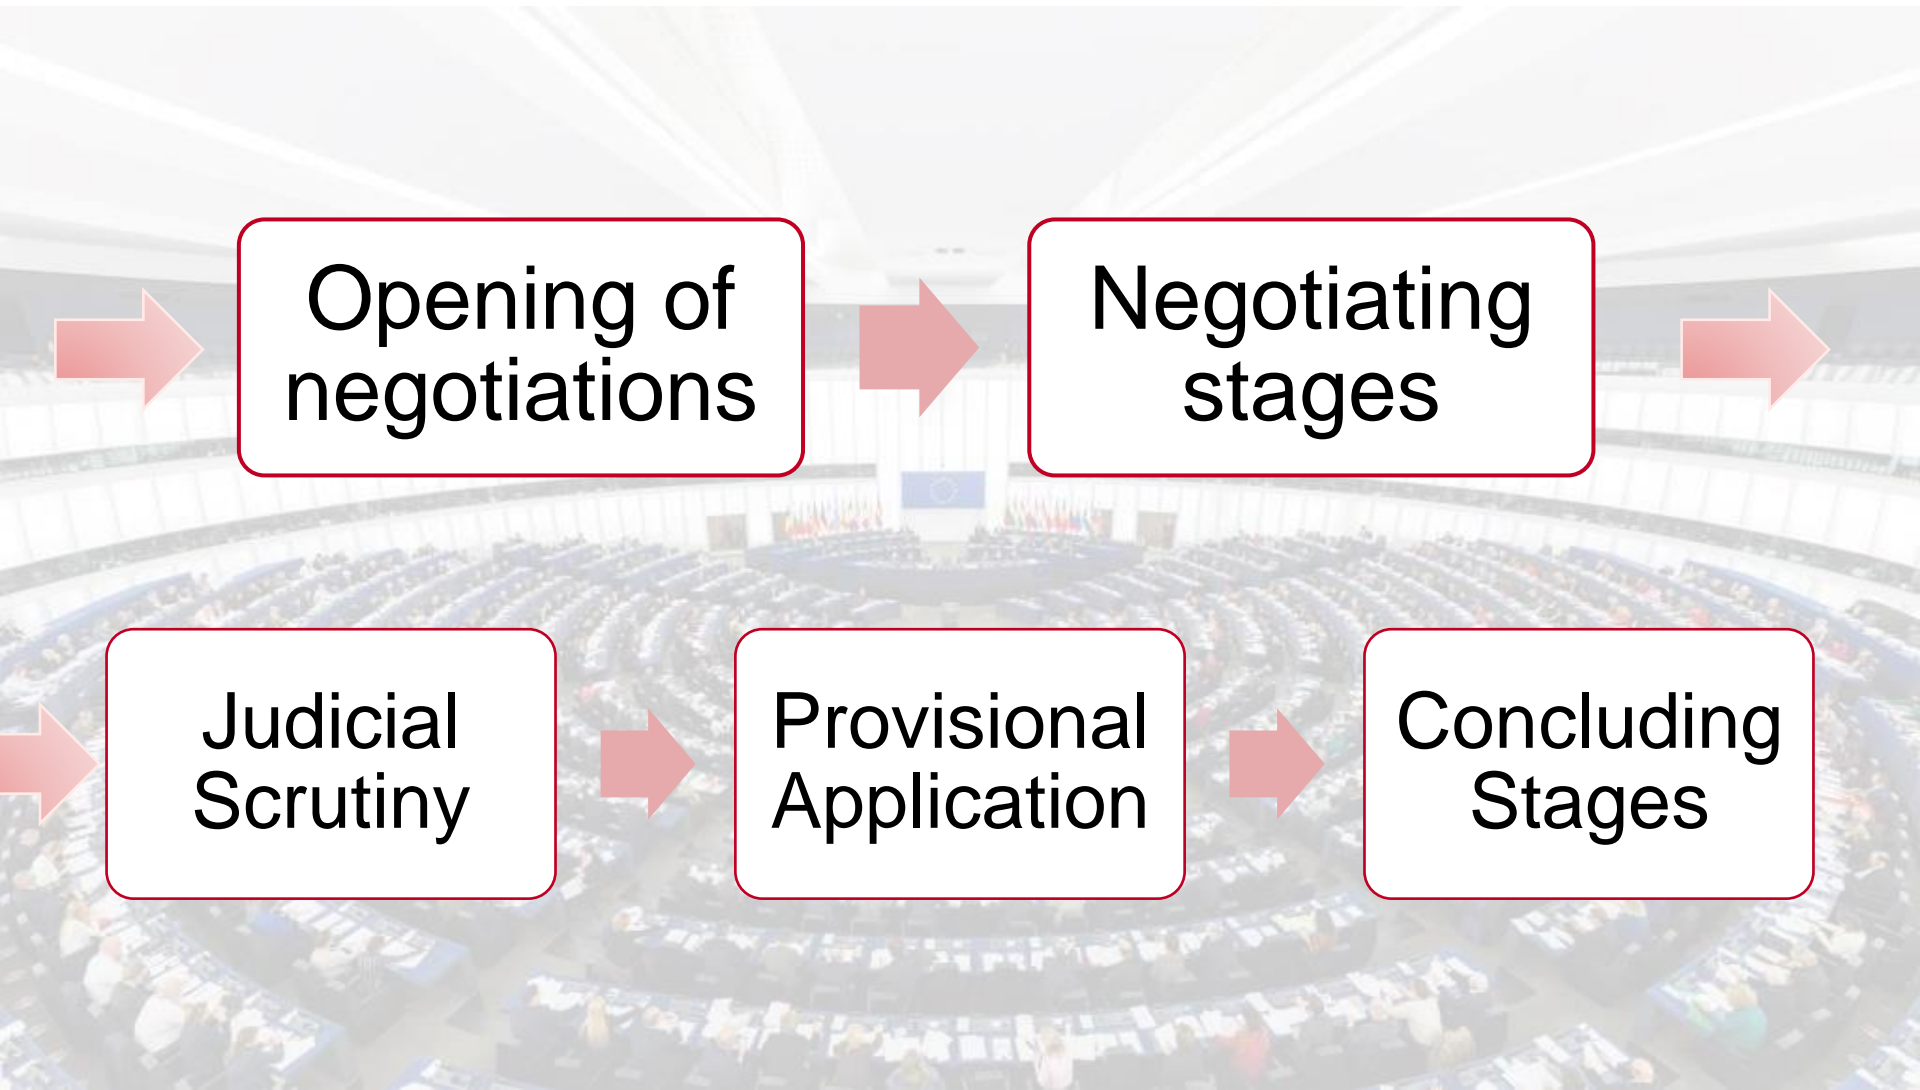 Opening of
negotiations
Negotiating
stages
Judicial
Scrutiny
Provisional
Application
Concluding
Stages